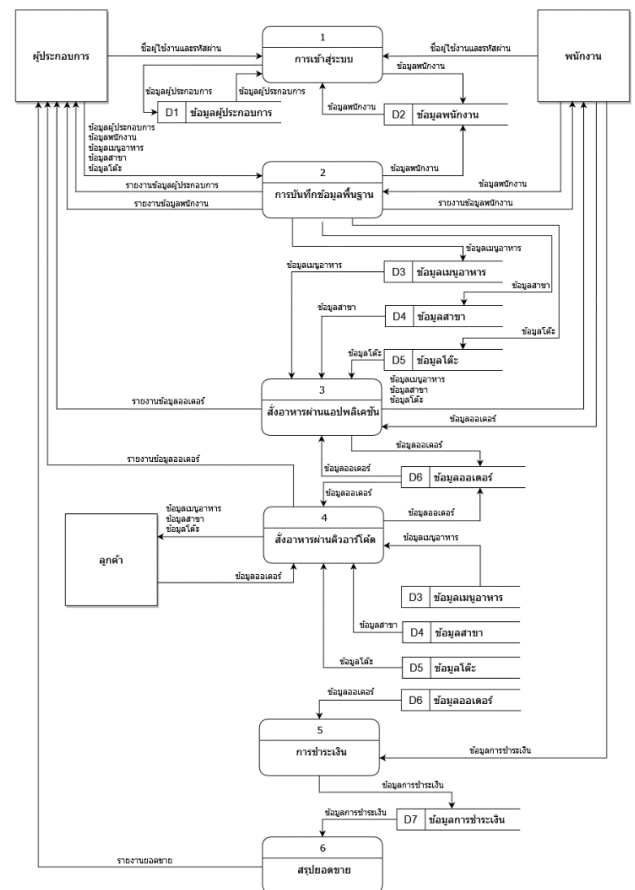 1
ผู้ประกอบการ
ชื่อผู้ใช้งานและรหัสผ่าน
การเข้าสู่ระบบ
ชื่อผู้ใช้งานและรหัสผ่าน
พนักงาน
ข้อมูลพนักงาน
ข้อมูลผู้ประกอบการ
ข้อมูลผู้ประกอบการ
ข้อมูลพนักงาน
D1 ข้อมูลผู้ประกอบการ
D2 ข้อมูลพนักงาน
ข้อมูลผู้ประกอบการ
ข้อมูลพนักงาน
ข้อมูลเมนูอาหาร
ข้อมูลสาขา
ข้อมูลโต๊ะ
2
การบันทึกข้อมูลพื้นฐาน
ข้อมูลพนักงาน
ข้อมูลพนักงาน
รายงานข้อมูลผู้ประกอบการ
รายงานข้อมูลพนักงาน
รายงานข้อมูลพนักงาน
ข้อมูลเมนูอาหาร
ข้อมูลเมนูอาหาร
D3 ข้อมูลเมนูอาหาร
ข้อมูลสาขา
ข้อมูลสาขา
D4 ข้อมูลสาขา
ข้อมูลโต๊ะ
ข้อมูลโต๊ะ
D5 ข้อมูลโต๊ะ
3
สั่งอาหารผ่านแอปพลิเคชัน
ข้อมูลเมนูอาหาร
ข้อมูลสาขา
ข้อมูลโต๊ะ
รายงานข้อมูลออเดอร์
ข้อมูลออเดอร์
ข้อมูลออเดอร์
รายงานข้อมูลออเดอร์
ข้อมูลออเดอร์
D6 ข้อมูลออเดอร์
ข้อมูลออเดอร์
4
สั่งอาหารผ่านคิวอาร์โค้ด
ข้อมูลออเดอร์
ข้อมูลเมนูอาหาร
ข้อมูลสาขา
ข้อมูลโต๊ะ
ลูกค้า
ข้อมูลออเดอร์
ข้อมูลเมนูอาหาร
D3 ข้อมูลเมนูอาหาร
ข้อมูลสาขา
D4 ข้อมูลสาขา
ข้อมูลโต๊ะ
D5 ข้อมูลโต๊ะ
ข้อมูลออเดอร์
D6 ข้อมูลออเดอร์
5
การชำระเงิน
ข้อมูลการชำระเงิน
ข้อมูลการชำระเงิน
ข้อมูลการชำระเงิน
D7 ข้อมูลการชำระเงิน
6
สรุปยอดขาย
รายงานยอดขาย